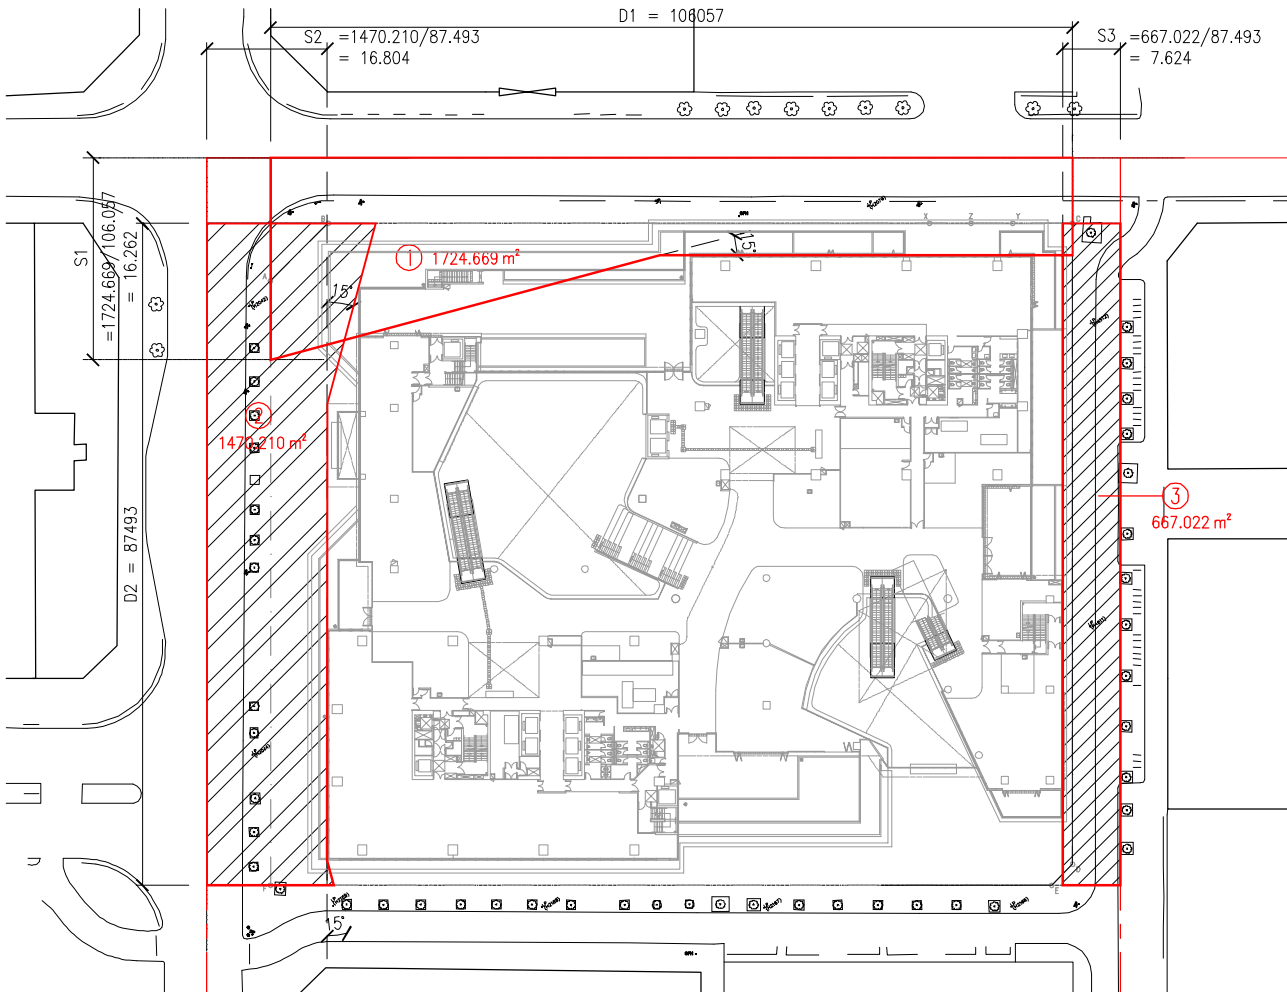 D1 = 106057
S2 =1470.210/87.493
= 16.804
S3 =667.022/87.493
= 7.624
S1
=1724.669/106.057
= 16.262
D2 = 87493
1
1724.669 m²
15°
15°
2
1470.210 m²
3
667.022 m²
15°
X
Z
Y
C
A
W
F
E
D